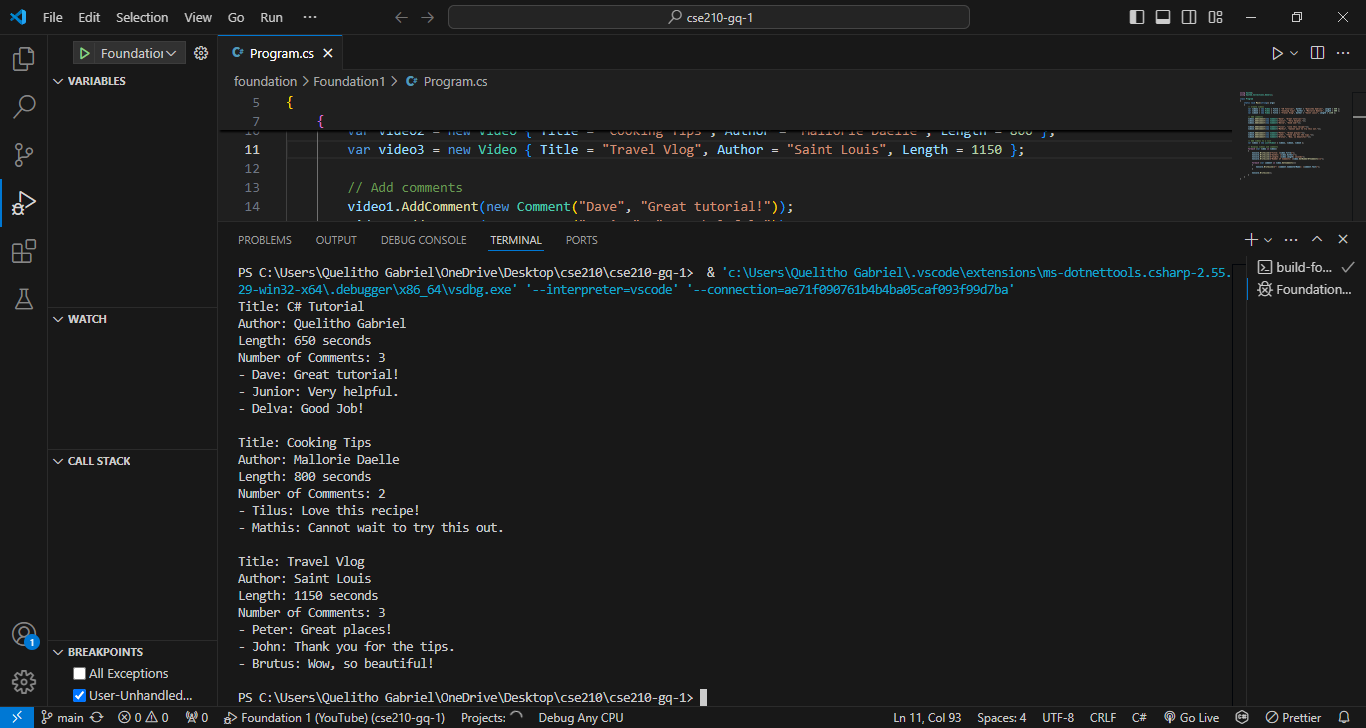 File Edit Selection View Go Run ··· cse210-gq-1
Foundation
Program.cs
VARIABLES
foundation > Foundation1 > Program.cs
5 {
7 {
10 var video2 = new Video { Title = "Cooking Tips", Author = "Mallorie Daelle", Length = 800 };
11 var video3 = new Video { Title = "Travel Vlog", Author = "Saint Louis", Length = 1150 };
12
13 // Add comments
14 video1.AddComment(new Comment("Dave", "Great tutorial!"));
PROBLEMS OUTPUT DEBUG CONSOLE TERMINAL PORTS
PS C:\Users\Quelitho Gabriel\OneDrive\Desktop\cse210\cse210-gq-1> & 'c:\Users\Quelitho Gabriel\.vscode\extensions\ms-dotnettools.csharp-2.55.
29-win32-x64\.debugger\x86_64\vsdbg.exe' '--interpreter=vscode' '--connection=ae71f090761b4b4ba05caf093f99d7ba'
Title: C# Tutorial
Author: Quelitho Gabriel
Length: 650 seconds
Number of Comments: 3
- Dave: Great tutorial!
- Junior: Very helpful.
- Delva: Good Job!
Title: Cooking Tips
Author: Mallorie Daelle
Length: 800 seconds
Number of Comments: 2
- Tilus: Love this recipe!
- Mathis: Cannot wait to try this out.
Title: Travel Vlog
Author: Saint Louis
Length: 1150 seconds
Number of Comments: 3
- Peter: Great places!
- John: Thank you for the tips.
- Brutus: Wow, so beautiful!
PS C:\Users\Quelitho Gabriel\OneDrive\Desktop\cse210\cse210-gq-1>
build-fo...
Foundation...
WATCH
CALL STACK
BREAKPOINTS
All Exceptions
User-Unhandled...
1
main 0 0 0 Foundation 1 (YouTube) (cse210-gq-1) Projects: Debug Any CPU Ln 11, Col 93 Spaces: 4 UTF-8 CRLF C# Go Live Prettier